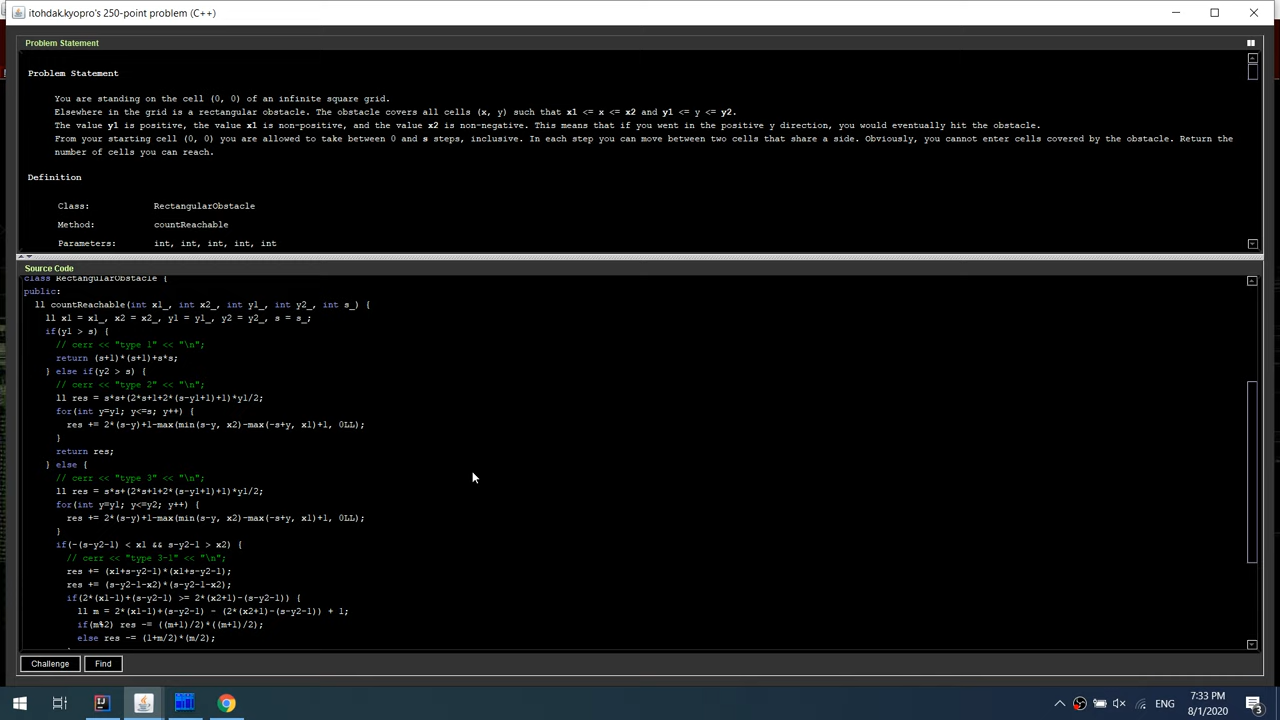 itohdak.kyopro's 250-point problem (C++)
Problem Statement
Problem Statement
You are standing on the cell (0, 0) of an infinite square grid.
Elsewhere in the grid is a rectangular obstacle. The obstacle covers all cells (x, y) such that x1 <= x <= x2 and y1 <= y <= y2.
The value y1 is positive, the value x1 is non-positive, and the value x2 is non-negative. This means that if you went in the positive y direction, you would eventually hit the obstacle.
From your starting cell (0, 0) you are allowed to take between 0 and s steps, inclusive. In each step you can move between two cells that share a side. Obviously, you cannot enter cells covered by the obstacle. Return the
number of cells you can reach.
Definition
Class: RectangularObstacle
Method: countReachable
Parameters: int, int, int, int, int
Source Code
class RectangularObstacle {
public:
ll countReachable(int x1_, int x2_, int y1_, int y2_, int s_) {
ll x1 = x1_, x2 = x2_, y1 = y1_, y2 = y2_, s = s_;
if(y1 > s) {
// cerr << "type 1" << "\n";
return (s+1)*(s+1)+s*s;
} else if(y2 > s) {
// cerr << "type 2" << "\n";
ll res = s*s+(2*s+1+2*(s-y1+1)+1)*y1/2;
for(int y=y1; y<=s; y++) {
res += 2*(s-y)+1-max(min(s-y, x2)-max(-s+y, x1)+1, 0LL);
}
return res;
} else {
// cerr << "type 3" << "\n";
ll res = s*s+(2*s+1+2*(s-y1+1)+1)*y1/2;
for(int y=y1; y<=y2; y++) {
res += 2*(s-y)+1-max(min(s-y, x2)-max(-s+y, x1)+1, 0LL);
}
if(-(s-y2-1) < x1 && s-y2-1 > x2) {
// cerr << "type 3-1" << "\n";
res += (x1+s-y2-1)*(x1+s-y2-1);
res += (s-y2-1-x2)*(s-y2-1-x2);
if(2*(x1-1)+(s-y2-1) >= 2*(x2+1)-(s-y2-1)) {
ll m = 2*(x1-1)+(s-y2-1) - (2*(x2+1)-(s-y2-1)) + 1;
if(m%2) res -= ((m+1)/2)*((m+1)/2);
else res -= (1+m/2)*(m/2);
Challenge
Find
ENG
7:33 PM
8/1/2020
3